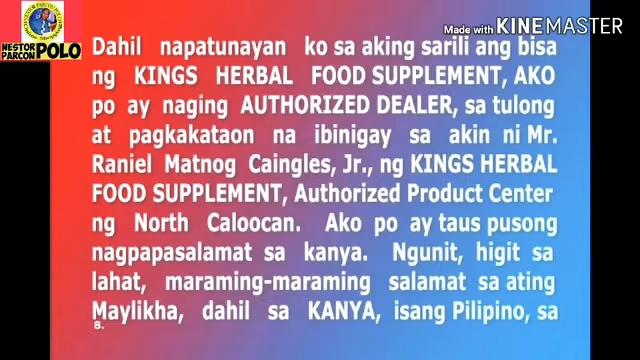 NESTOR
PARCON POLO
Made with KINEMASTER
Dahil napatunayan ko sa aking sarili ang bisa
ng KINGS HERBAL FOOD SUPPLEMENT, AKO
po ay naging AUTHORIZED DEALER, sa tulong
at pagkakataon na ibinigay sa akin ni Mr.
Raniel Matnog Caingles, Jr., ng KINGS HERBAL
FOOD SUPPLEMENT, Authorized Product Center
ng North Caloocan. Ako po ay taus pusong
nagpapasalamat sa kanya. Ngunit, higit sa
lahat, maraming-maraming salamat sa ating
Maylikha, dahil sa KANYA, isang Pilipino, sa
8.